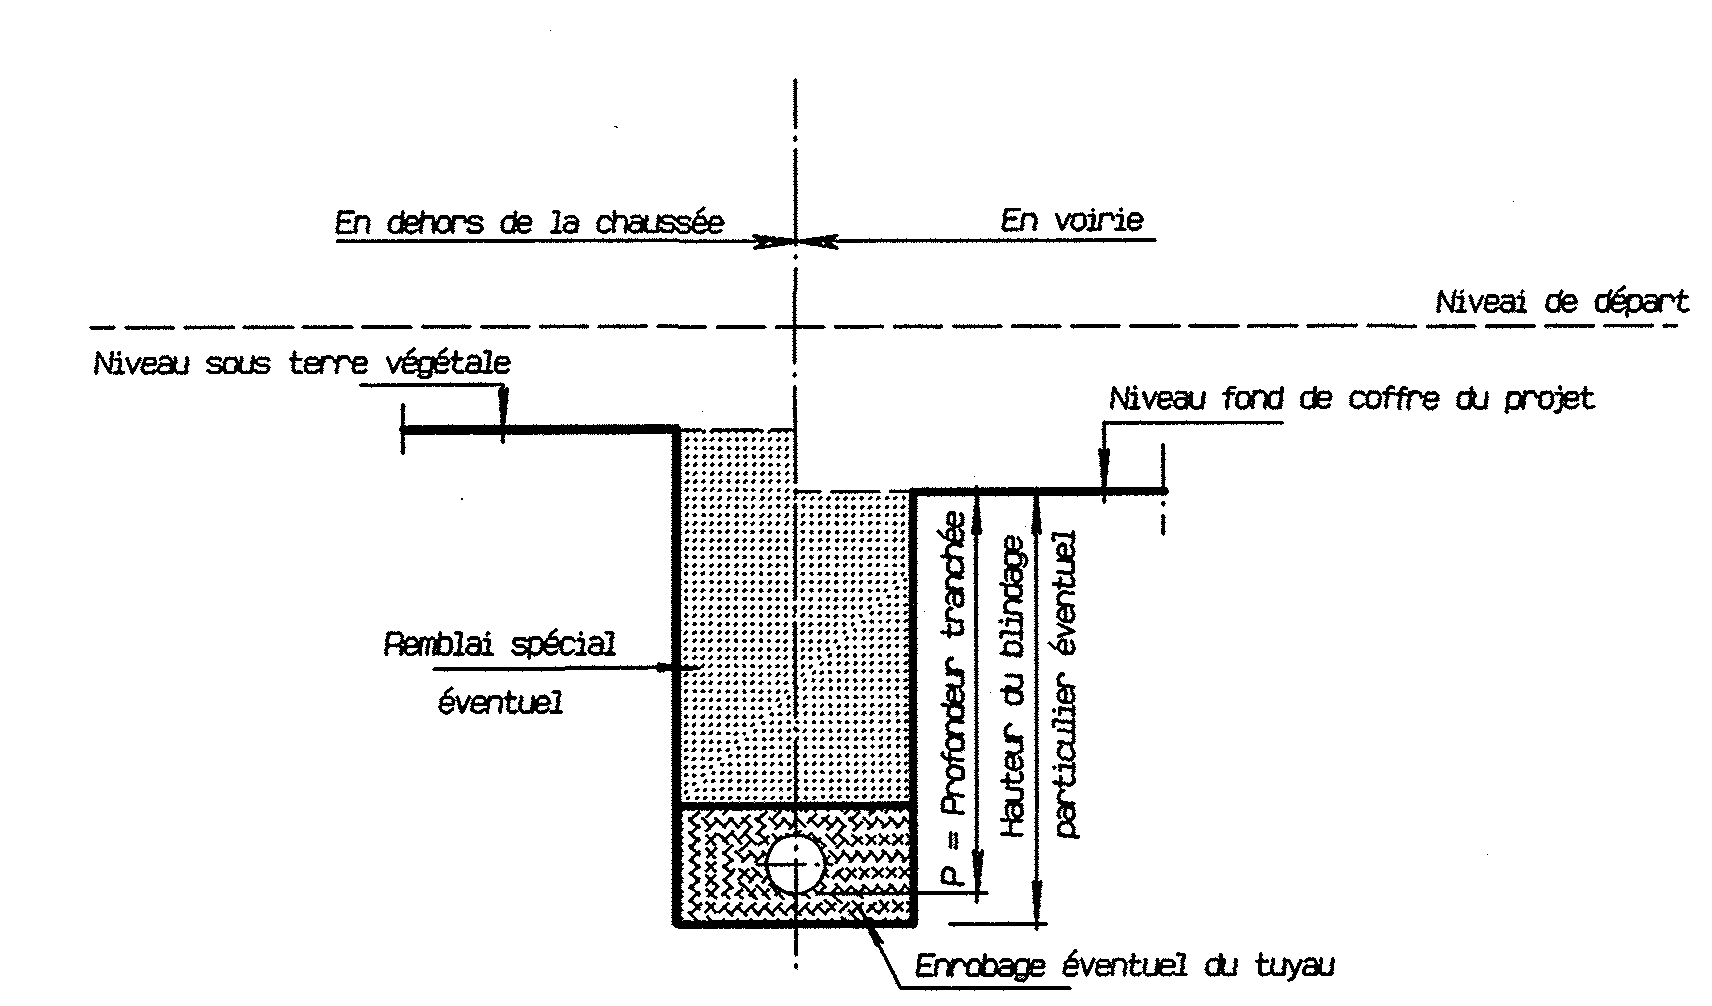 En dehors de la chaussée
En voirie
Niveai de départ
Niveau sous terre végétale
Niveau fond de coffre du projet
Remblai spécial
éventuel
P = Profondeur tranchée
Hauteur du blindage
particulier éventuel
Enrobage éventuel du tuyau